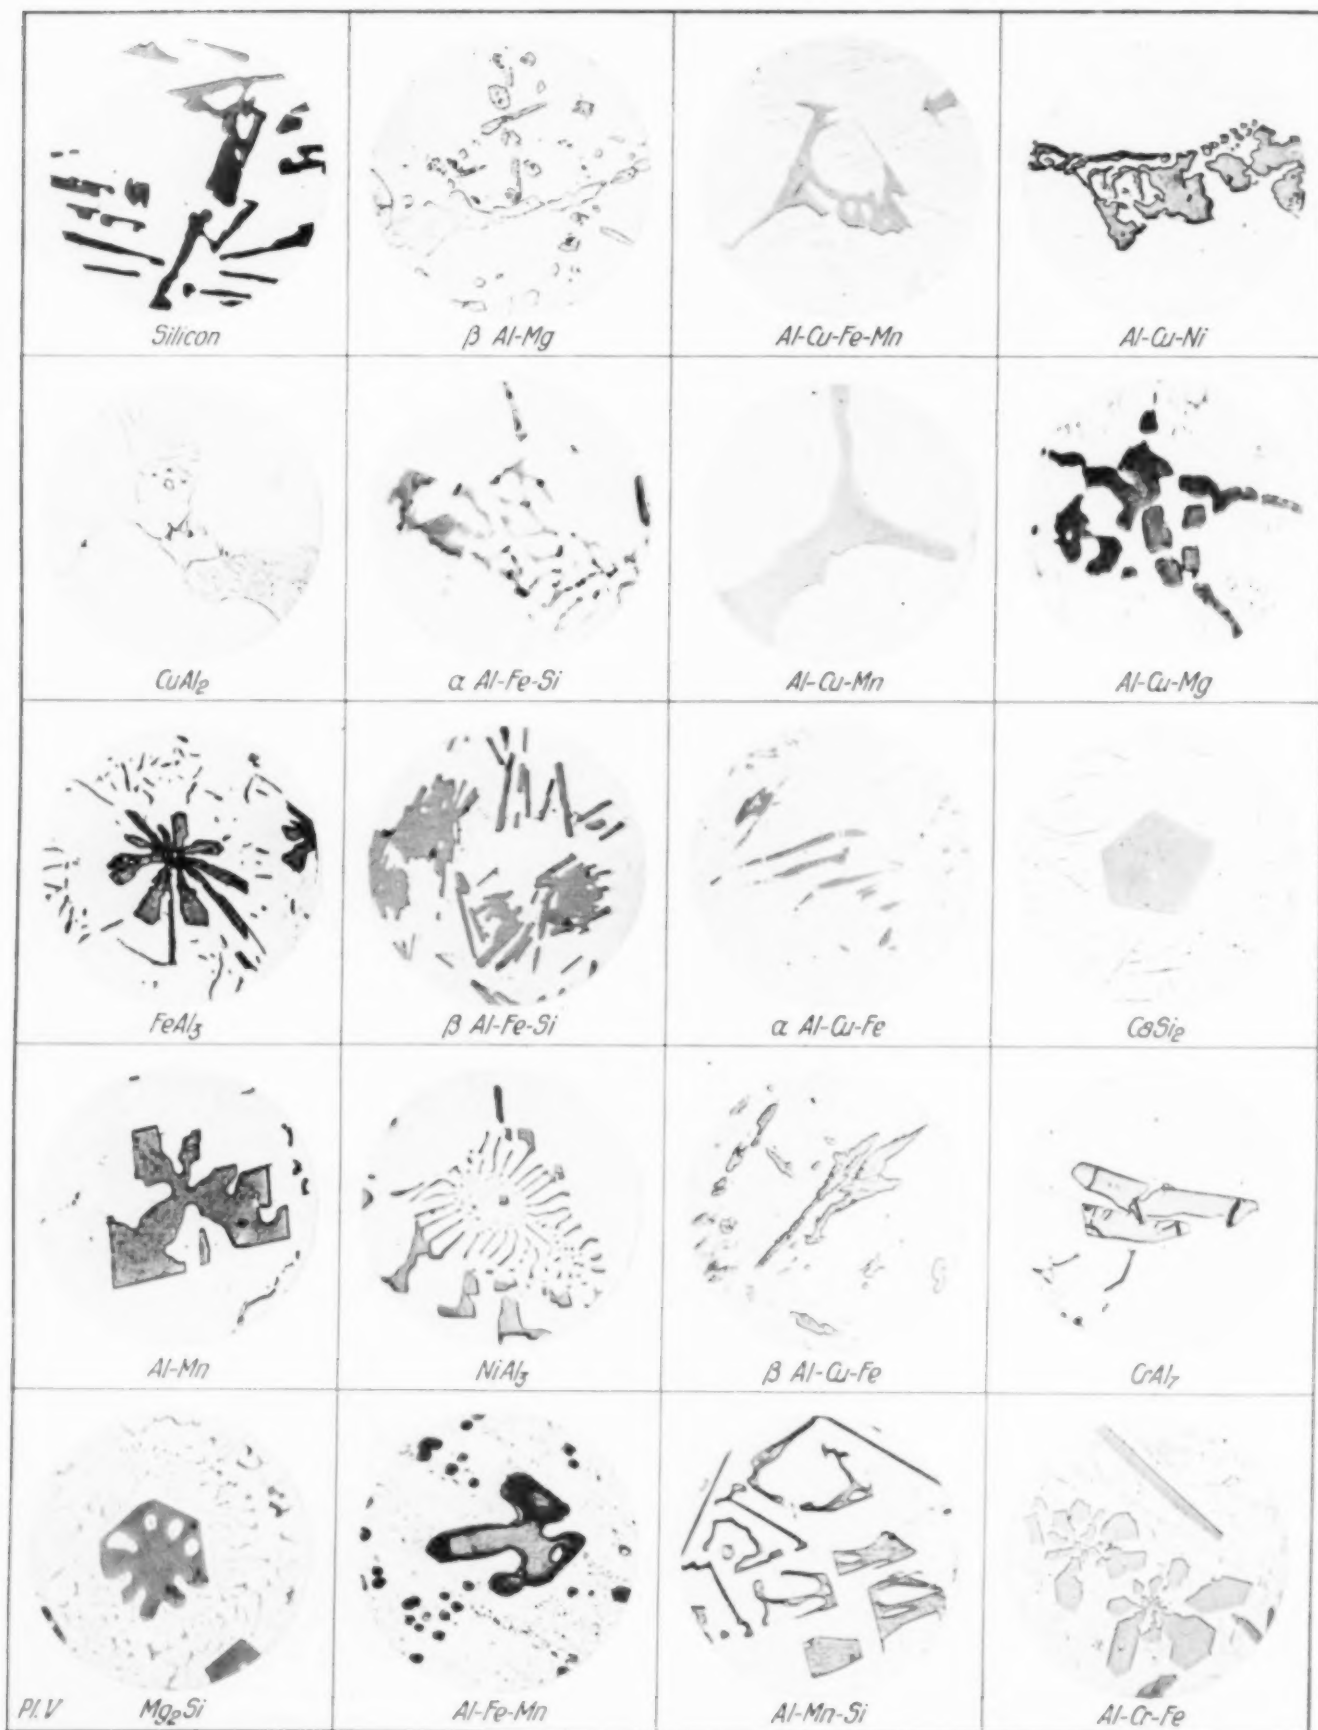 Silicon
β Al-Mg
Al-Cu-Fe-Mn
Al-Cu-Ni
CuAl₂
α Al-Fe-Si
Al-Cu-Mn
Al-Cu-Mg
FeAl₃
β Al-Fe-Si
α Al-Cu-Fe
CaSi₂
Al-Mn
NiAl₃
β Al-Cu-Fe
CrAl₇
Pl. V
Mg₂Si
Al-Fe-Mn
Al-Mn-Si
Al-Cr-Fe